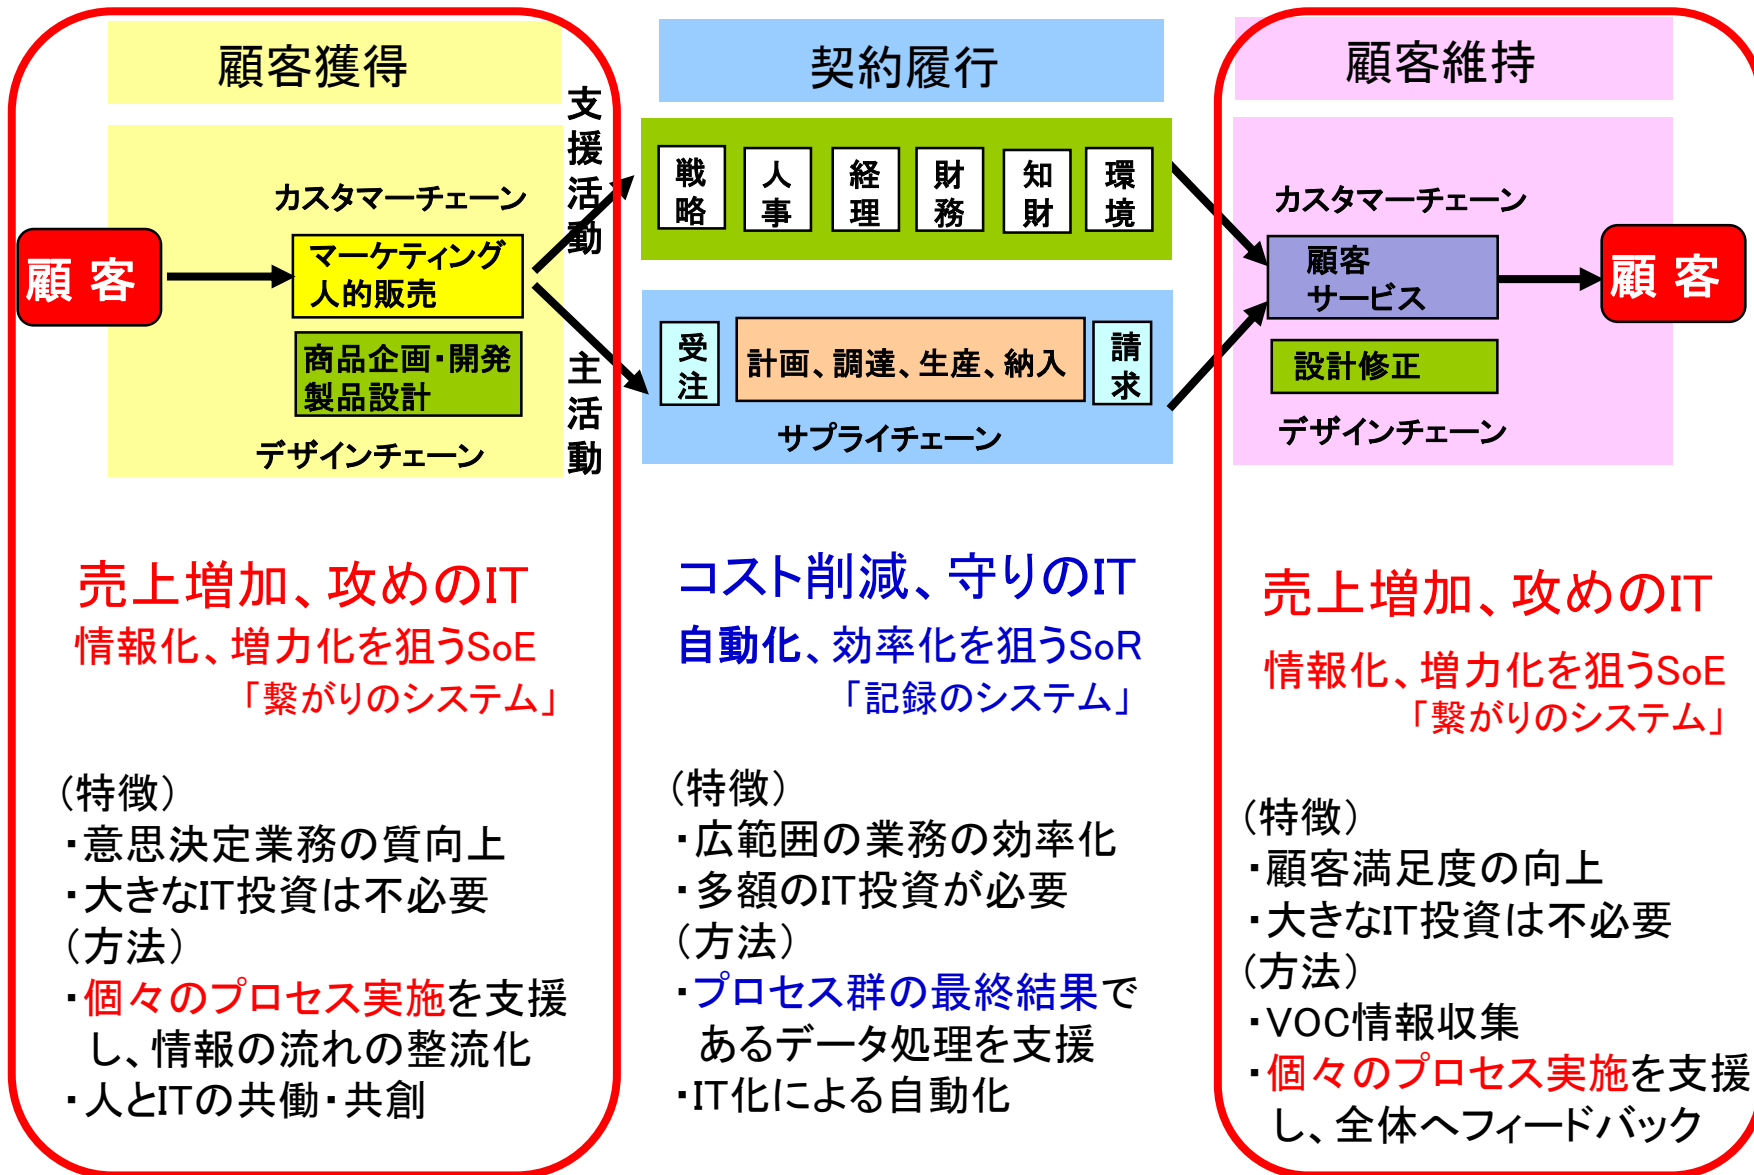 顧客獲得
支援活動
カスタマーチェーン
顧 客
マーケティング
人的販売
商品企画・開発
製品設計
主活動
デザインチェーン
売上増加、攻めのIT
情報化、増力化を狙うSoE
「繋がりのシステム」
（特徴）
・意思決定業務の質向上
・大きなIT投資は不必要
（方法）
・個々のプロセス実施を支援
し、情報の流れの整流化
・人とITの共働・共創
契約履行
戦略
人事
経理
財務
知財
環境
受注
計画、調達、生産、納入
請求
サプライチェーン
コスト削減、守りのIT
自動化、効率化を狙うSoR
「記録のシステム」
（特徴）
・広範囲の業務の効率化
・多額のIT投資が必要
（方法）
・プロセス群の最終結果で
あるデータ処理を支援
・IT化による自動化
顧客維持
カスタマーチェーン
顧客
サービス
顧 客
設計修正
デザインチェーン
売上増加、攻めのIT
情報化、増力化を狙うSoE
「繋がりのシステム」
（特徴）
・顧客満足度の向上
・大きなIT投資は不必要
（方法）
・VOC情報収集
・個々のプロセス実施を支援
し、全体へフィードバック